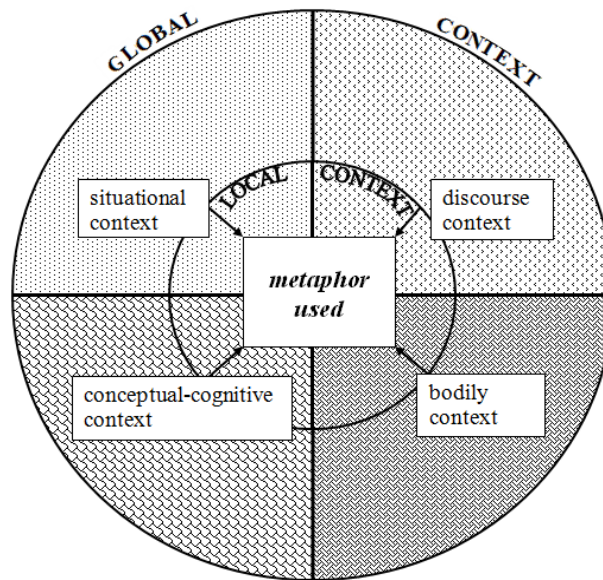 GLOBAL CONTEXT
LOCAL CONTEXT
situational
context
discourse
context
metaphor
used
conceptual-cognitive
context
bodily
context